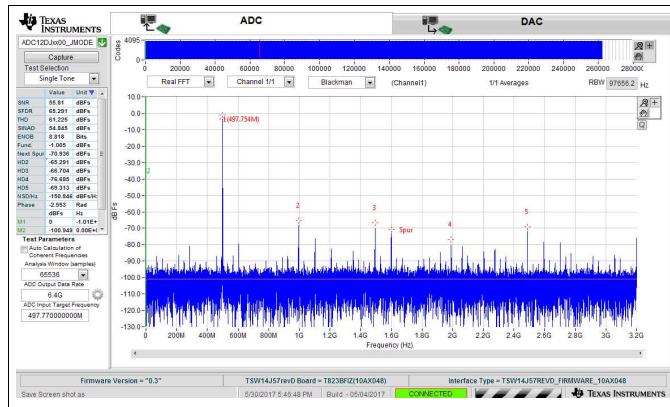 TEXAS INSTRUMENTS
ADC
DAC
ADC12DJxx00_JMODE
Capture
Test Selection
Single Tone
Value Unit
SNR 55.81 dBFs
SFDR 65.291 dBFs
THD 61.225 dBFs
SINAD 54.845 dBFs
ENOB 8.818 Bits
Fund. -1.005 dBFs
Next Spur -70.936 dBFs
HD2 -65.291 dBFs
HD3 -66.704 dBFs
HD4 -76.685 dBFs
HD5 -69.313 dBFs
NSD/Hz -150.846 dBFs/H
Phase -2.553 Rad
dBFs Hz
M1 0 -1.01E+
M2 -100.949 0.00E+
Test Parameters
Auto Calculation of
Coherent Frequencies
Analysis Window (samples)
65536
ADC Output Data
Rate
6.4G
ADC Input Target Frequency
497.770000000M
Codes
4095
0
0 20000 40000 60000 80000 100000 120000 140000 160000 180000 200000 220000 240000 260000 280000
Real FFT Channel 1/1 Blackman (Channel1) 1/1 Averages RBW 97656.2 Hz
dBFs
10.0
0.0
-10.0
-20.0
-30.0
-40.0
-50.0
-60.0
-70.0
-80.0
-90.0
-100.0
-110.0
-120.0
-130.0
1(497.754M)
2
2
3
Spur
4
5
0 200M 400M 600M 800M 1G 1.2G 1.4G 1.6G 1.8G 2G 2.2G 2.4G 2.6G 2.8G 3G 3.2G
Frequency (Hz)
Firmware Version = "0.3"
TSW14J57revD Board = T823BFIZ(10AX048)
Interface Type = TSW14J57REVD_FIRMWARE_10AX048
Save Screen shot as
5/30/2017 5:46:48 PM
Build - 05/04/2017
CONNECTED
TEXAS INSTRUMENTS